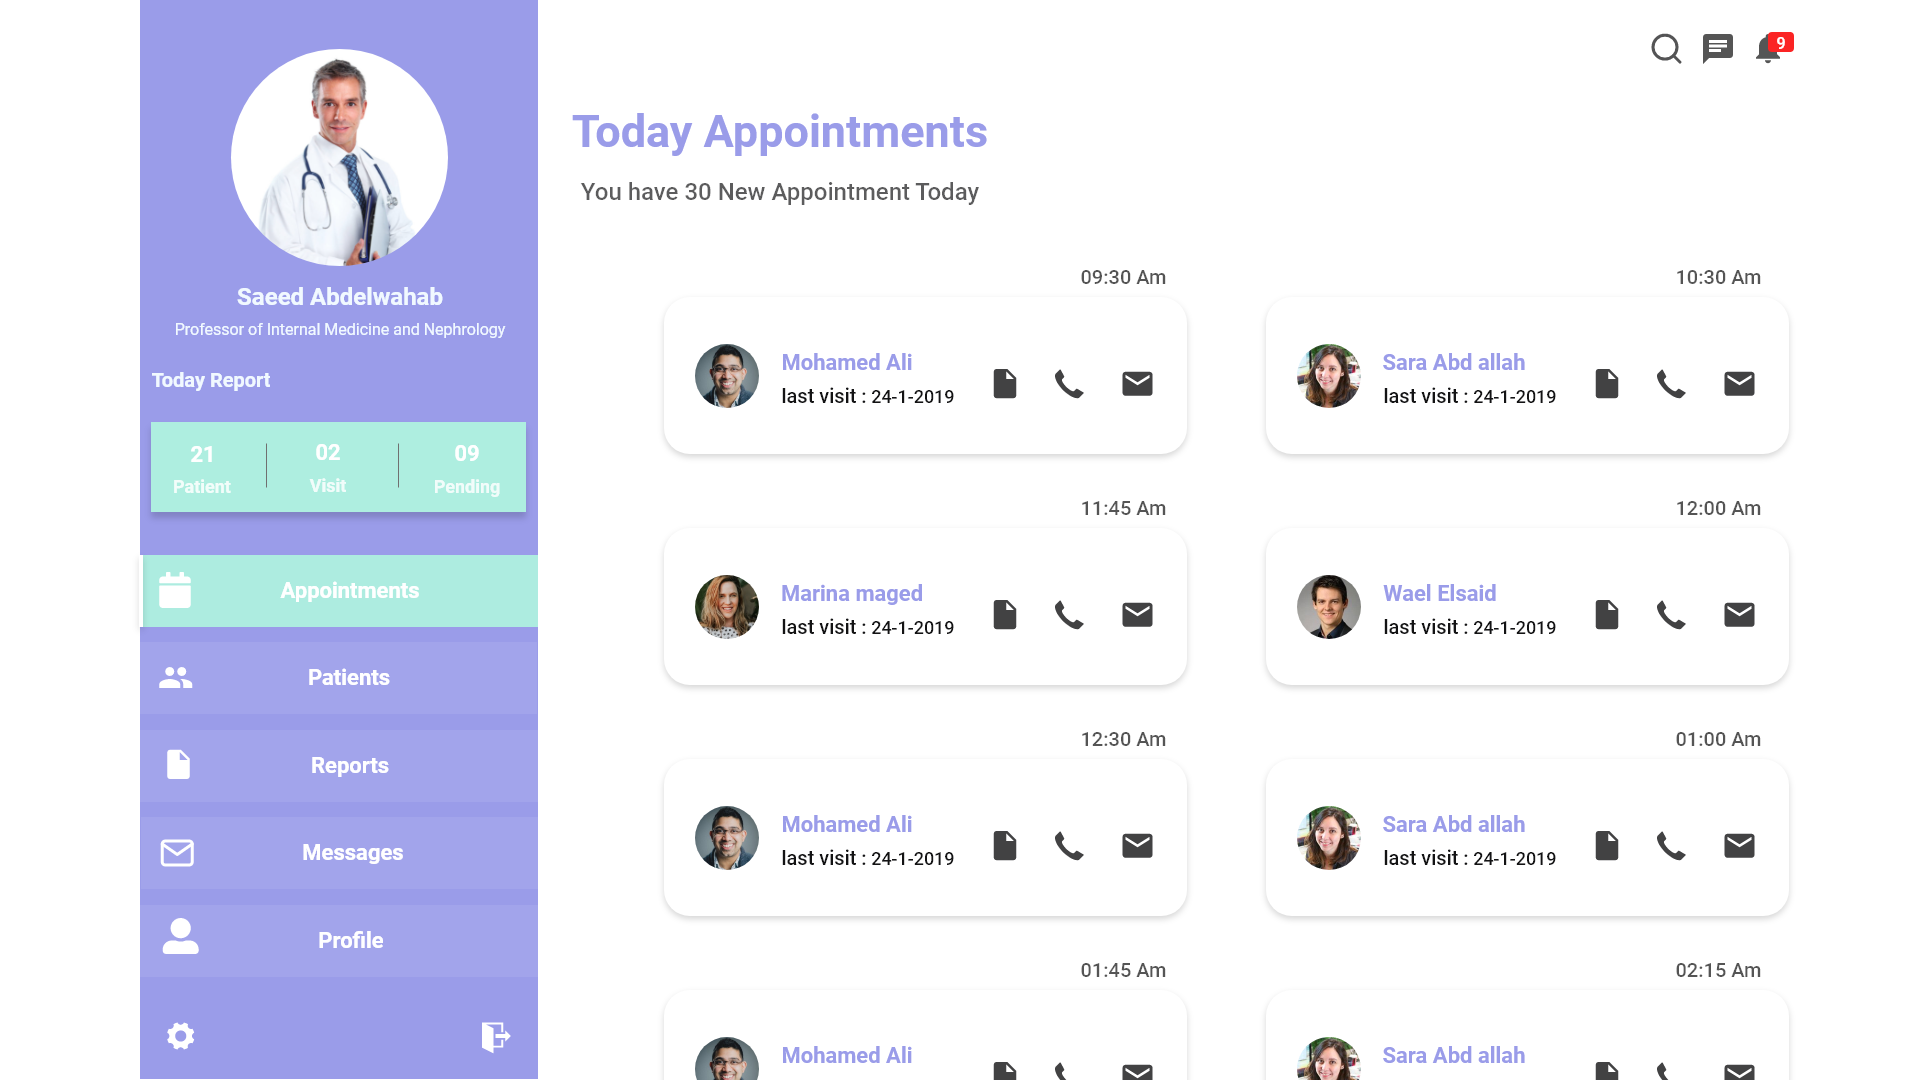 9
Saeed Abdelwahab
Professor of Internal Medicine and Nephrology
Today Report
21
Patient
02
Visit
09
Pending
Appointments
Patients
Reports
Messages
Profile
Today Appointments
You have 30 New Appointment Today
09:30 Am
Mohamed Ali
last visit : 24-1-2019
10:30 Am
Sara Abd allah
last visit : 24-1-2019
11:45 Am
Marina maged
last visit : 24-1-2019
12:00 Am
Wael Elsaid
last visit : 24-1-2019
12:30 Am
Mohamed Ali
last visit : 24-1-2019
01:00 Am
Sara Abd allah
last visit : 24-1-2019
01:45 Am
Mohamed Ali
02:15 Am
Sara Abd allah